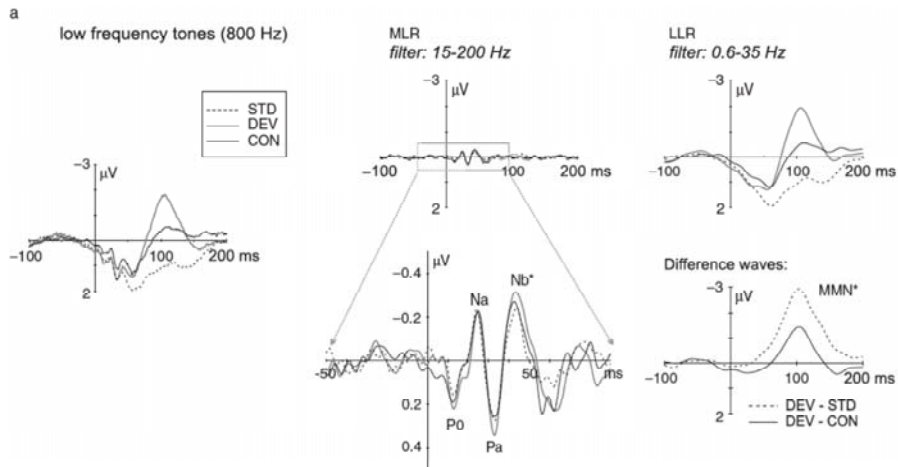 a
low frequency tones (800 Hz)
STD
DEV
CON
-3
µV
-100
100
200 ms
2
MLR
filter: 15-200 Hz
-3
µV
-100
100
200 ms
2
µV
-0.4
-0.2
0.2
0.4
-50
50
ms
Na
Nb*
P0
Pa
LLR
filter: 0.6-35 Hz
-3
µV
-100
100
200 ms
2
Difference waves:
-3
µV
MMN*
-100
100
200 ms
2
DEV - STD
DEV - CON